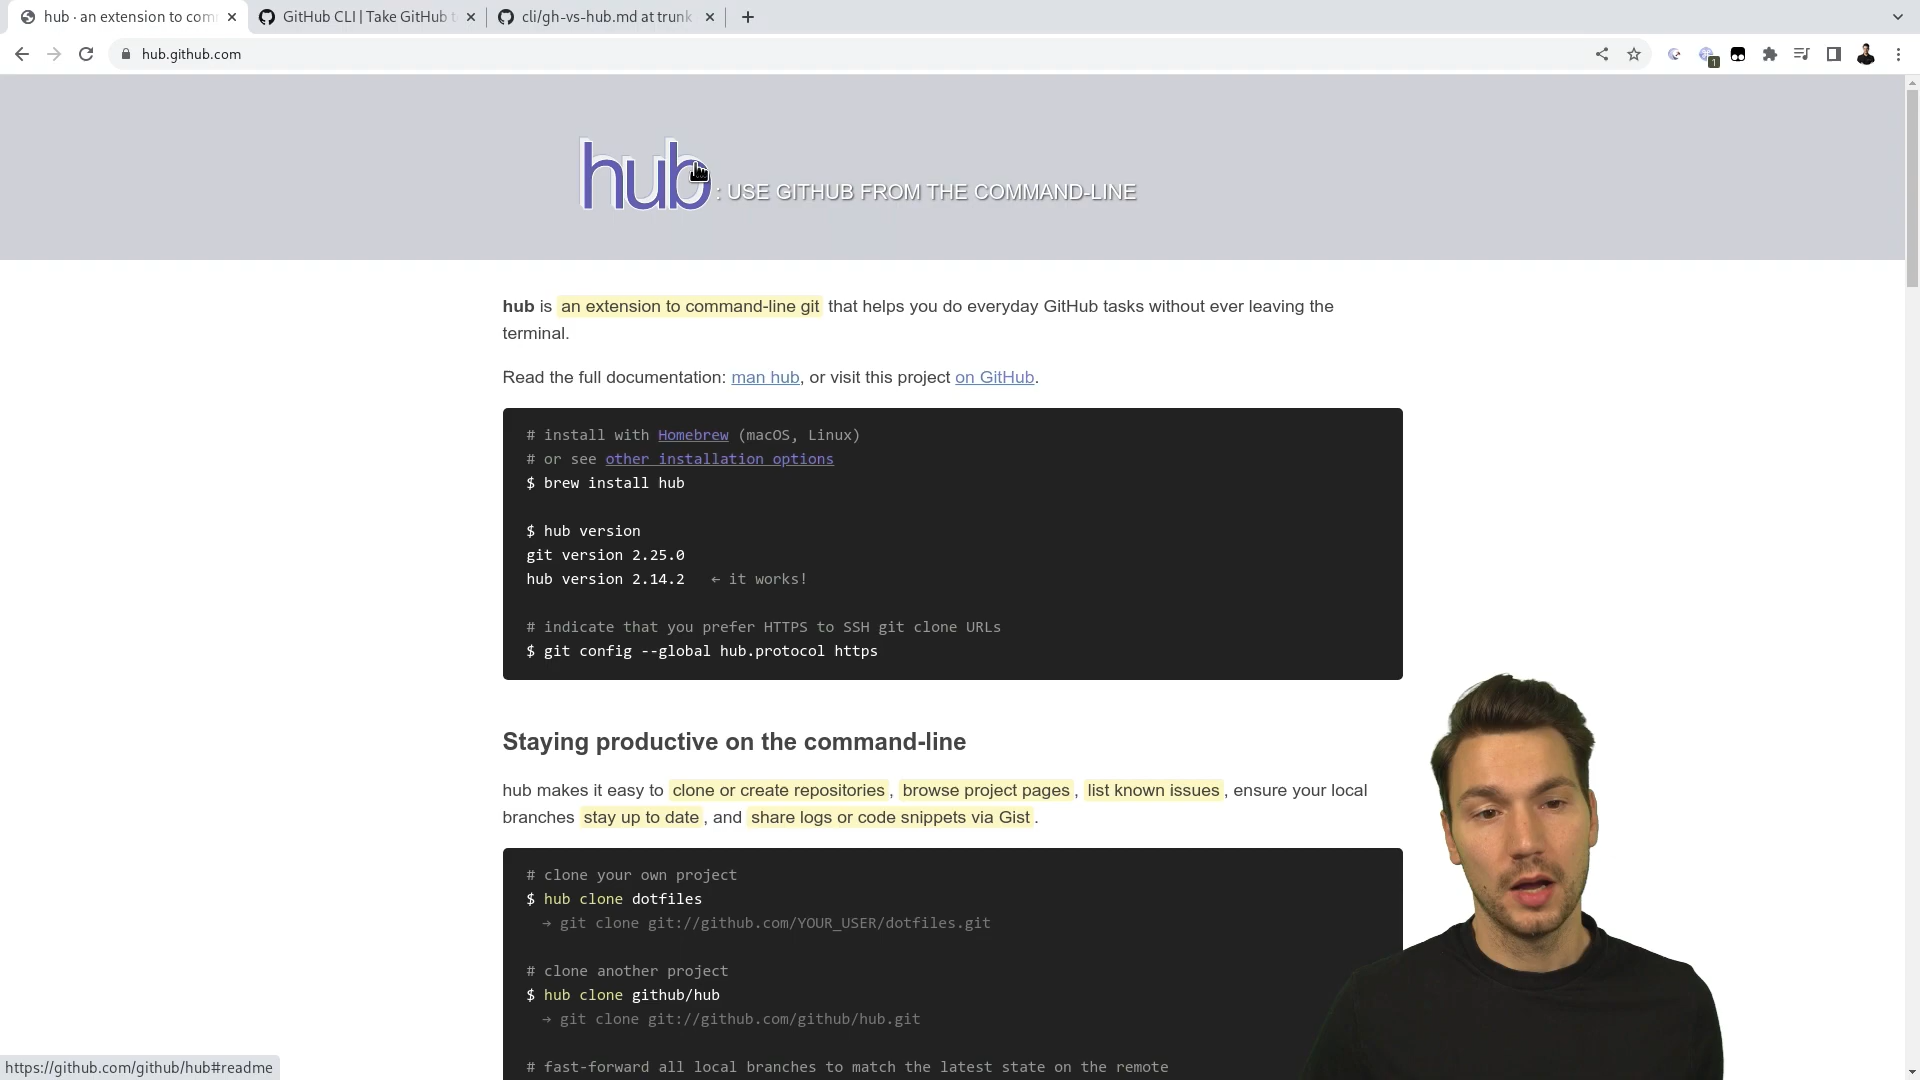 hub · an extension to com
GitHub CLI | Take GitHub t
cli/gh-vs-hub.md at trunk
hub.github.com
1
hub : USE GITHUB FROM THE COMMAND-LINE
hub is an extension to command-line git that helps you do everyday GitHub tasks without ever leaving the
terminal.
Read the full documentation: man hub, or visit this project on GitHub.
# install with Homebrew (macOS, Linux)
# or see other installation options
$ brew install hub
$ hub version
git version 2.25.0
hub version 2.14.2 ← it works!
# indicate that you prefer HTTPS to SSH git clone URLs
$ git config --global hub.protocol https
Staying productive on the command-line
hub makes it easy to clone or create repositories, browse project pages, list known issues, ensure your local
branches stay up to date, and share logs or code snippets via Gist.
# clone your own project
$ hub clone dotfiles
→ git clone git://github.com/YOUR_USER/dotfiles.git
# clone another project
$ hub clone github/hub
→ git clone git://github.com/github/hub.git
# fast-forward all local branches to match the latest state on the remote
https://github.com/github/hub#readme